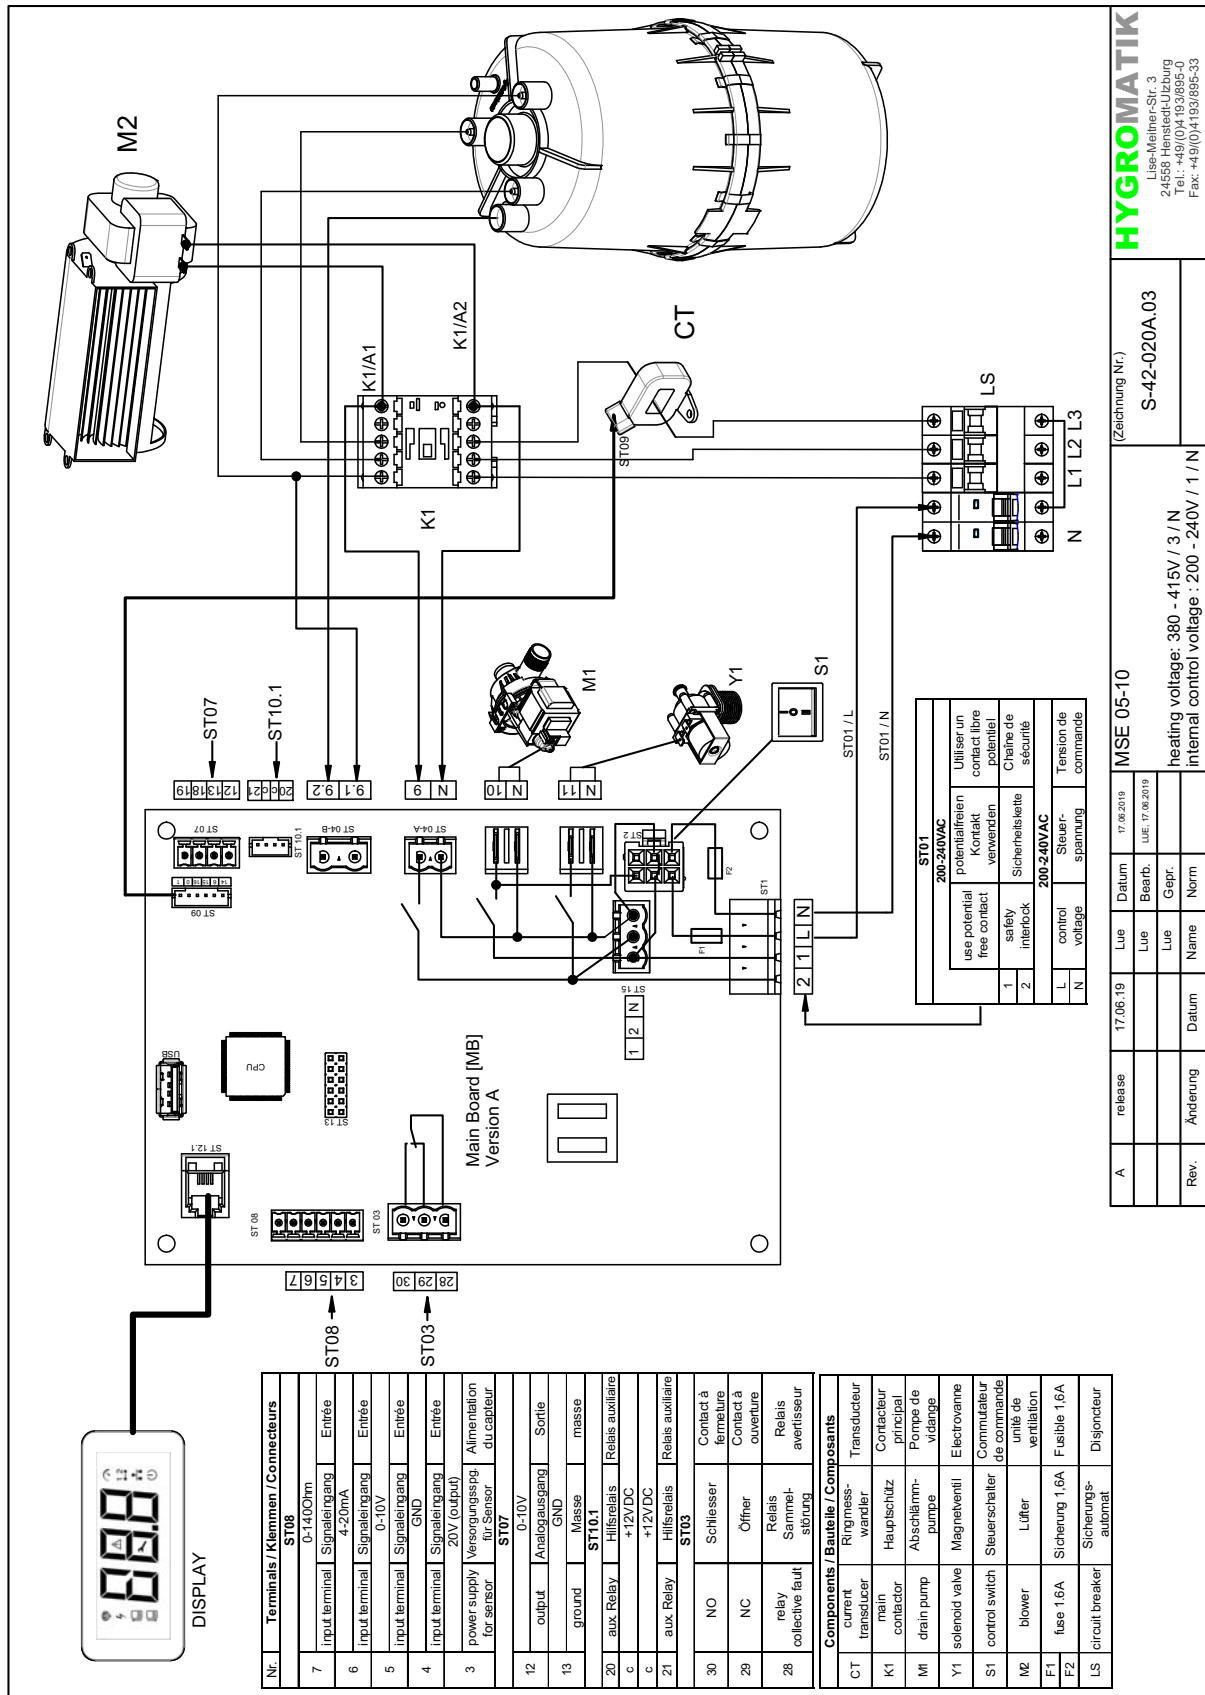 M2
K1/A1
K1/A2
K1
CT
ST09
LS
L1 L2 L3
N
ST07
12 13 18 19
ST10.1
20 c c 21
9.2
9.1
9
N
10
N
11
N
M1
Y1
S1
ST01 / L
ST01 / N
ST 07
ST 10.1
ST 04-B
ST 04-A
ST 09
ST 2
F2
F1
ST1
ST 15
1 2 N
2 1 L N
USB
CPU
ST 13
ST 12.1
Main Board [MB]
Version A
ST 08
ST 03
ST08
3 4 5 6 7
ST03
28 29 30
DISPLAY
ST01
200-240VAC
use potential free contact
potentialfreien Kontakt verwenden
Utiliser un contact libre potentiel
1
2
safety interlock
Sicherheitskette
Chaîne de sécurité
200-240VAC
L
N
control voltage
Steuer-spannung
Tension de commande
Nr. Terminals / Klemmen / Connecteurs
ST08
7 0-140Ohm
input terminal Signaleingang Entrée
6 4-20mA
input terminal Signaleingang Entrée
5 0-10V
input terminal Signaleingang Entrée
4 GND
input terminal Signaleingang Entrée
3 20V (output)
power supply for sensor Versorgungsspg. für Sensor Alimentation du capteur
ST07
12 0-10V
output Analogausgang Sortie
13 GND
ground Masse masse
ST10.1
20 aux. Relay Hilfsrelais Relais auxiliaire
c +12VDC
c +12VDC
21 aux. Relay Hilfsrelais Relais auxiliaire
ST03
30 NO Schliesser Contact à fermeture
29 NC Öffner Contact à ouverture
28 relay collective fault Relais Sammel-störung Relais avertisseur
Components / Bauteile / Composants
CT current transducer Ringmess-wandler Transducteur
K1 main contactor Hauptschütz Contacteur principal
M1 drain pump Abschlämm-pumpe Pompe de vidange
Y1 solenoid valve Magnetventil Electrovanne
S1 control switch Steuerschalter Commutateur de commande
M2 blower Lüfter unité de ventilation
F1
F2
fuse 1.6A Sicherung 1,6A Fusible 1,6A
LS circuit breaker Sicherungs-automat Disjoncteur
A release 17.06.19 Lue Datum 17.06.2019
Lue Bearb. LUE, 17.06.2019
Lue Gepr.
Rev. Änderung Datum Name Norm
MSE 05-10
heating voltage: 380 - 415V / 3 / N
internal control voltage : 200 - 240V / 1 / N
(Zeichnung Nr.)
S-42-020A.03
HYGROMATIK
Lise-Meitner-Str. 3
24558 Henstedt-Ulzburg
Tel.: +49/(0)4193/895-0
Fax: +49/(0)4193/895-33